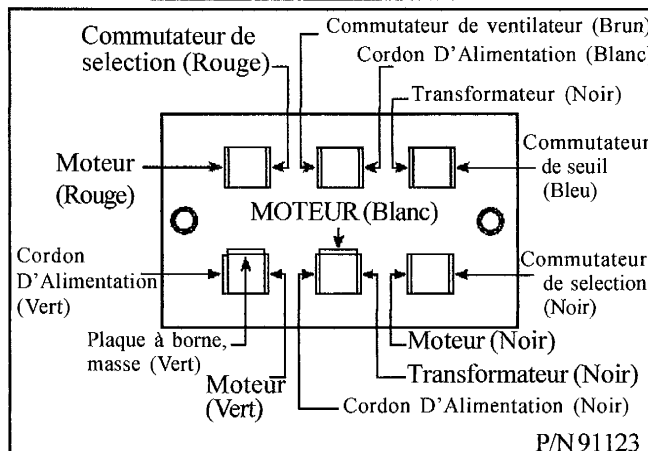 Commutateur de ventilateur (Brun)
Commutateur de
selection (Rouge)
Cordon D'Alimentation (Blanc)
Transformateur (Noir)
Moteur
(Rouge)
Commutateur
de seuil
(Bleu)
MOTEUR (Blanc)
Cordon
D'Alimentation
(Vert)
Commutateur
de selection
(Noir)
Plaque à borne,
masse (Vert)
Moteur (Noir)
Moteur
(Vert)
Transformateur (Noir)
Cordon D'Alimentation (Noir)
P/N 91123